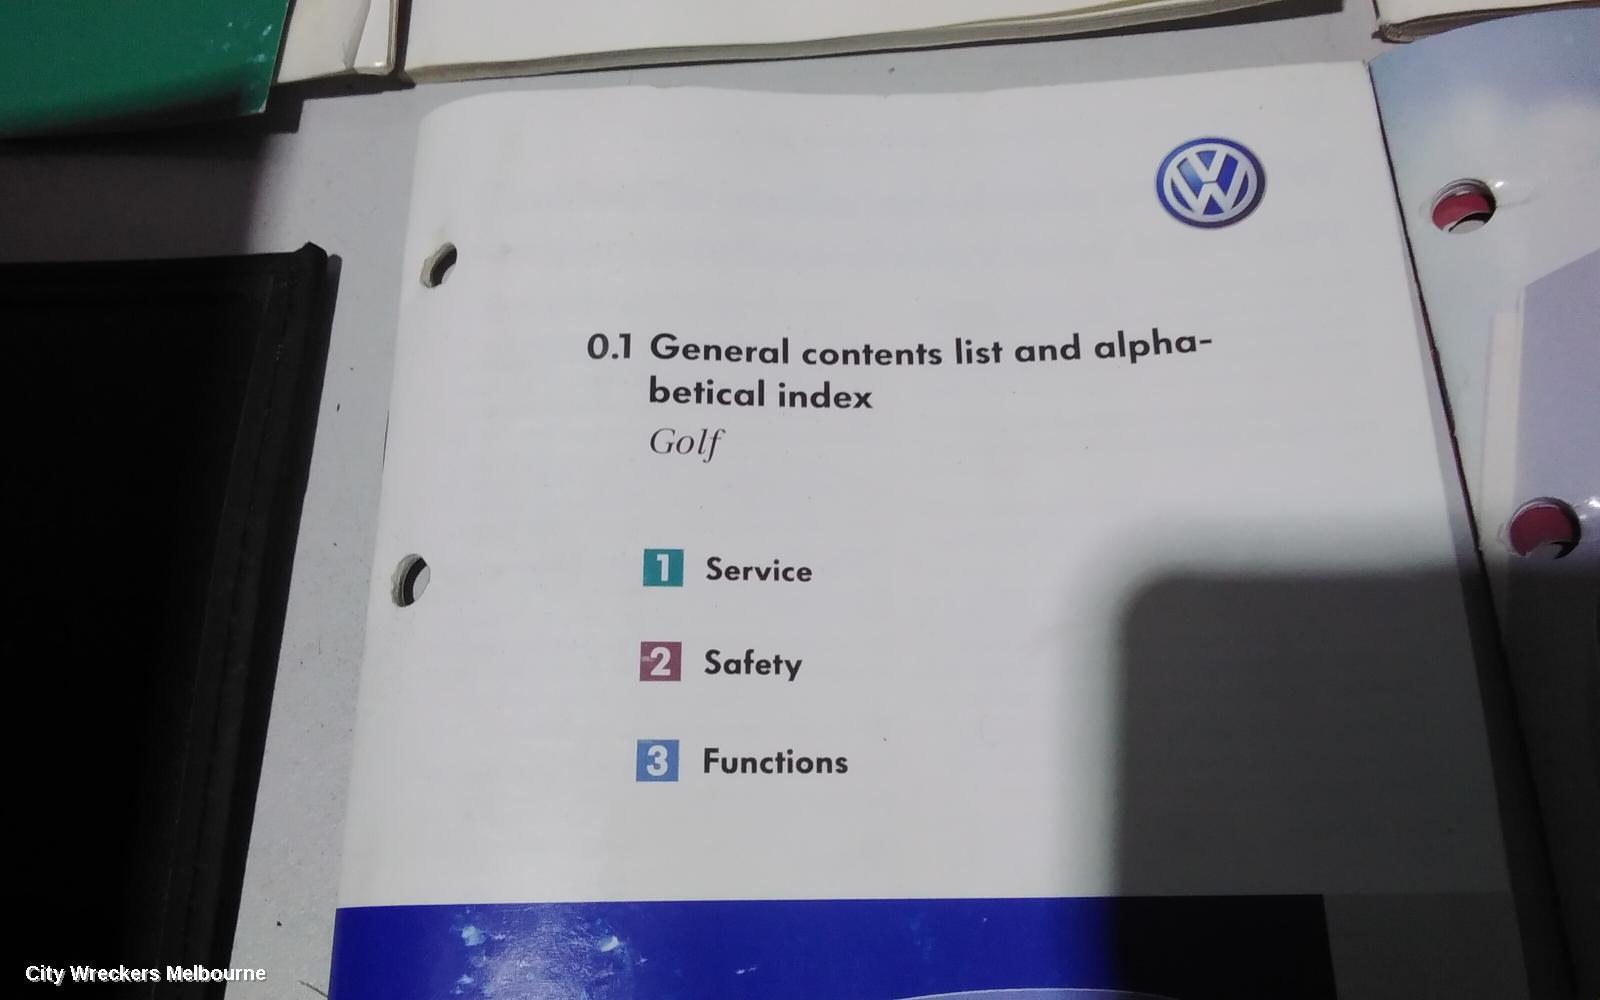 0.1 General contents list and alpha-
betical index
Golf
1 Service
2 Safety
3 Functions
City Wreckers Melbourne